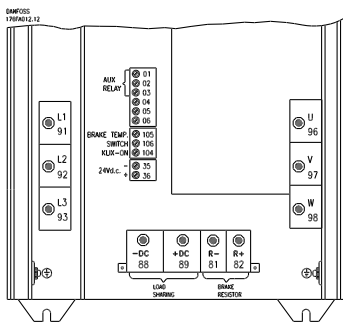 DANFOSS
176FA012.12
AUX
RELAY
01
02
03
04
05
06
BRAKE TEMP. 105
SWITCH 106
KLIX-ON 104
24Vd.c.
- 35
+ 36
L1
91
L2
92
L3
93
U
96
V
97
W
98
-DC +DC R- R+
88 89 81 82
LOAD
SHARING
BRAKE
RESISTOR